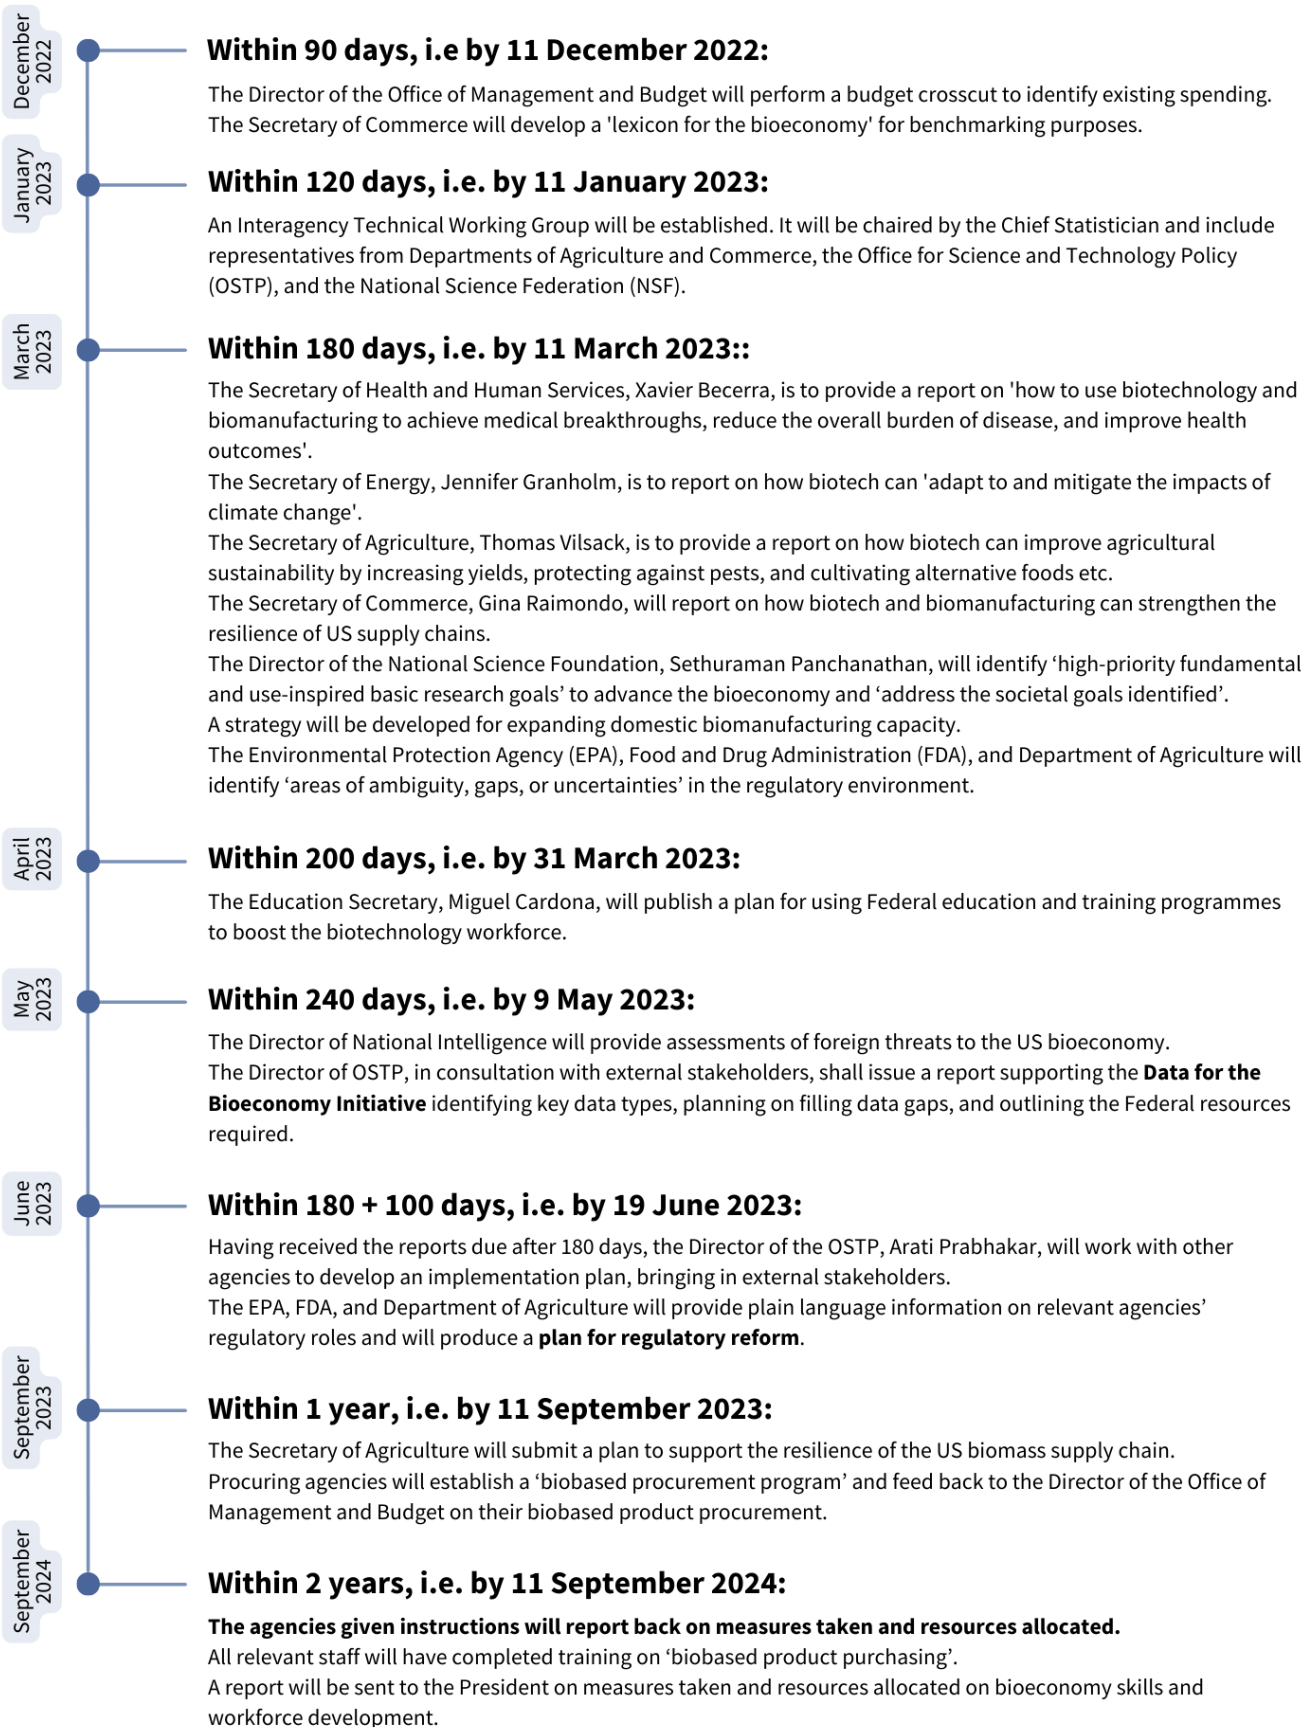 December
2022
Within 90 days, i.e by 11 December 2022:
The Director of the Office of Management and Budget will perform a budget crosscut to identify existing spending.
The Secretary of Commerce will develop a 'lexicon for the bioeconomy' for benchmarking purposes.
January
2023
Within 120 days, i.e. by 11 January 2023:
An Interagency Technical Working Group will be established. It will be chaired by the Chief Statistician and include
representatives from Departments of Agriculture and Commerce, the Office for Science and Technology Policy
(OSTP), and the National Science Federation (NSF).
March
2023
Within 180 days, i.e. by 11 March 2023::
The Secretary of Health and Human Services, Xavier Becerra, is to provide a report on 'how to use biotechnology and
biomanufacturing to achieve medical breakthroughs, reduce the overall burden of disease, and improve health
outcomes'.
The Secretary of Energy, Jennifer Granholm, is to report on how biotech can 'adapt to and mitigate the impacts of
climate change'.
The Secretary of Agriculture, Thomas Vilsack, is to provide a report on how biotech can improve agricultural
sustainability by increasing yields, protecting against pests, and cultivating alternative foods etc.
The Secretary of Commerce, Gina Raimondo, will report on how biotech and biomanufacturing can strengthen the
resilience of US supply chains.
The Director of the National Science Foundation, Sethuraman Panchanathan, will identify ‘high-priority fundamental
and use-inspired basic research goals’ to advance the bioeconomy and ‘address the societal goals identified’.
A strategy will be developed for expanding domestic biomanufacturing capacity.
The Environmental Protection Agency (EPA), Food and Drug Administration (FDA), and Department of Agriculture will
identify ‘areas of ambiguity, gaps, or uncertainties’ in the regulatory environment.
April
2023
Within 200 days, i.e. by 31 March 2023:
The Education Secretary, Miguel Cardona, will publish a plan for using Federal education and training programmes
to boost the biotechnology workforce.
May
2023
Within 240 days, i.e. by 9 May 2023:
The Director of National Intelligence will provide assessments of foreign threats to the US bioeconomy.
The Director of OSTP, in consultation with external stakeholders, shall issue a report supporting the Data for the
Bioeconomy Initiative identifying key data types, planning on filling data gaps, and outlining the Federal resources
required.
June
2023
Within 180 + 100 days, i.e. by 19 June 2023:
Having received the reports due after 180 days, the Director of the OSTP, Arati Prabhakar, will work with other
agencies to develop an implementation plan, bringing in external stakeholders.
The EPA, FDA, and Department of Agriculture will provide plain language information on relevant agencies’
regulatory roles and will produce a plan for regulatory reform.
September
2023
Within 1 year, i.e. by 11 September 2023:
The Secretary of Agriculture will submit a plan to support the resilience of the US biomass supply chain.
Procuring agencies will establish a ‘biobased procurement program’ and feed back to the Director of the Office of
Management and Budget on their biobased product procurement.
September
2024
Within 2 years, i.e. by 11 September 2024:
The agencies given instructions will report back on measures taken and resources allocated.
All relevant staff will have completed training on ‘biobased product purchasing’.
A report will be sent to the President on measures taken and resources allocated on bioeconomy skills and
workforce development.